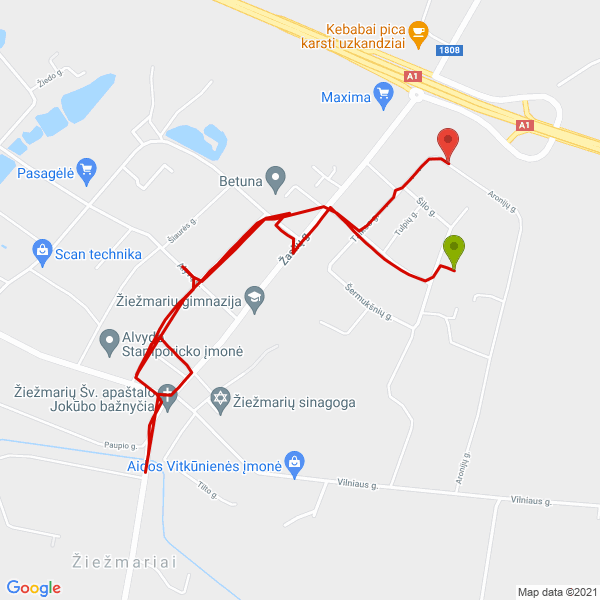 Kebabai pica
karsti uzkandziai
1808
A1
Maxima
A1
Žiedo g.
Pasagėlė
Betuna
Šilo g.
Aronijų g.
Tulpių g.
Šiaurės g.
Scan technika
Žaslių g.
Šermukšnių g.
Žiežmarių gimnazija
Alvydo
Stamporicko įmonė
Žiežmarių Šv. apaštalo
Jokūbo bažnyčia
Žiežmarių sinagoga
Paupio g.
Aidos Vitkūnienės įmonė
Vilniaus g.
Tilto g.
Aronijų g.
Vilniaus g.
Žiežmariai
Google
Map data ©2021